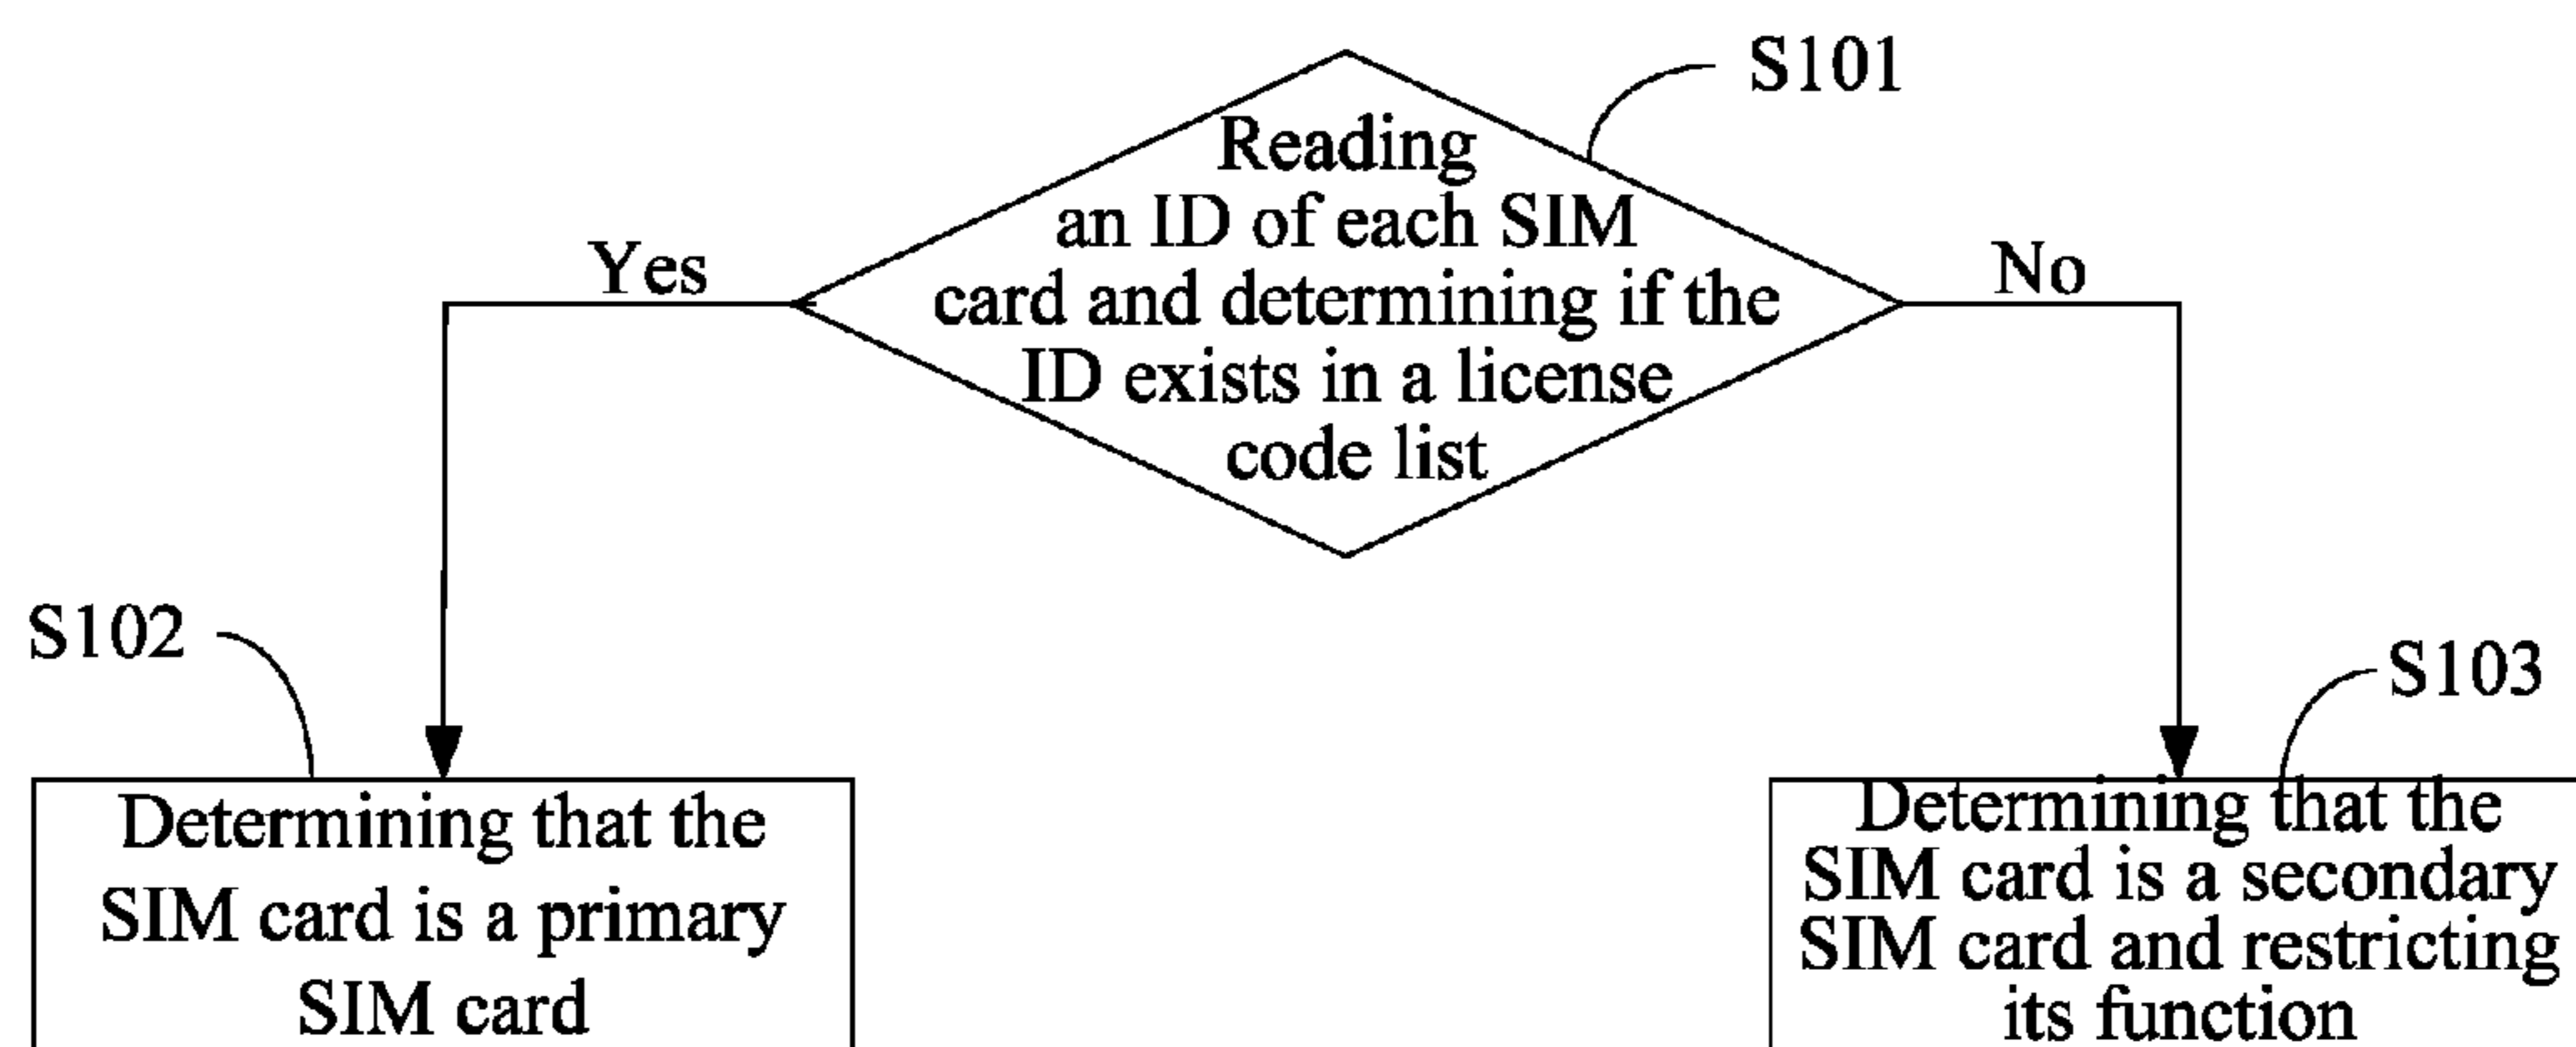 S101
Reading
an ID of each SIM
card and determining if the
ID exists in a license
code list
Yes
No
S102
S103
Determining that the
SIM card is a primary
SIM card
Determining that the
SIM card is a secondary
SIM card and restricting
its function